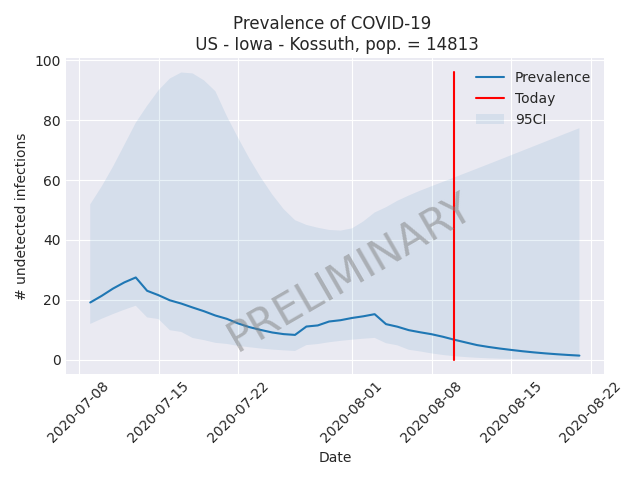 Prevalence of COVID-19
US - Iowa - Kossuth, pop. = 14813
100
80
60
40
20
0
# undetected infections
Prevalence
Today
95CI
PRELIMINARY
2020-07-08
2020-07-15
2020-07-22
2020-08-01
2020-08-08
2020-08-15
2020-08-22
Date